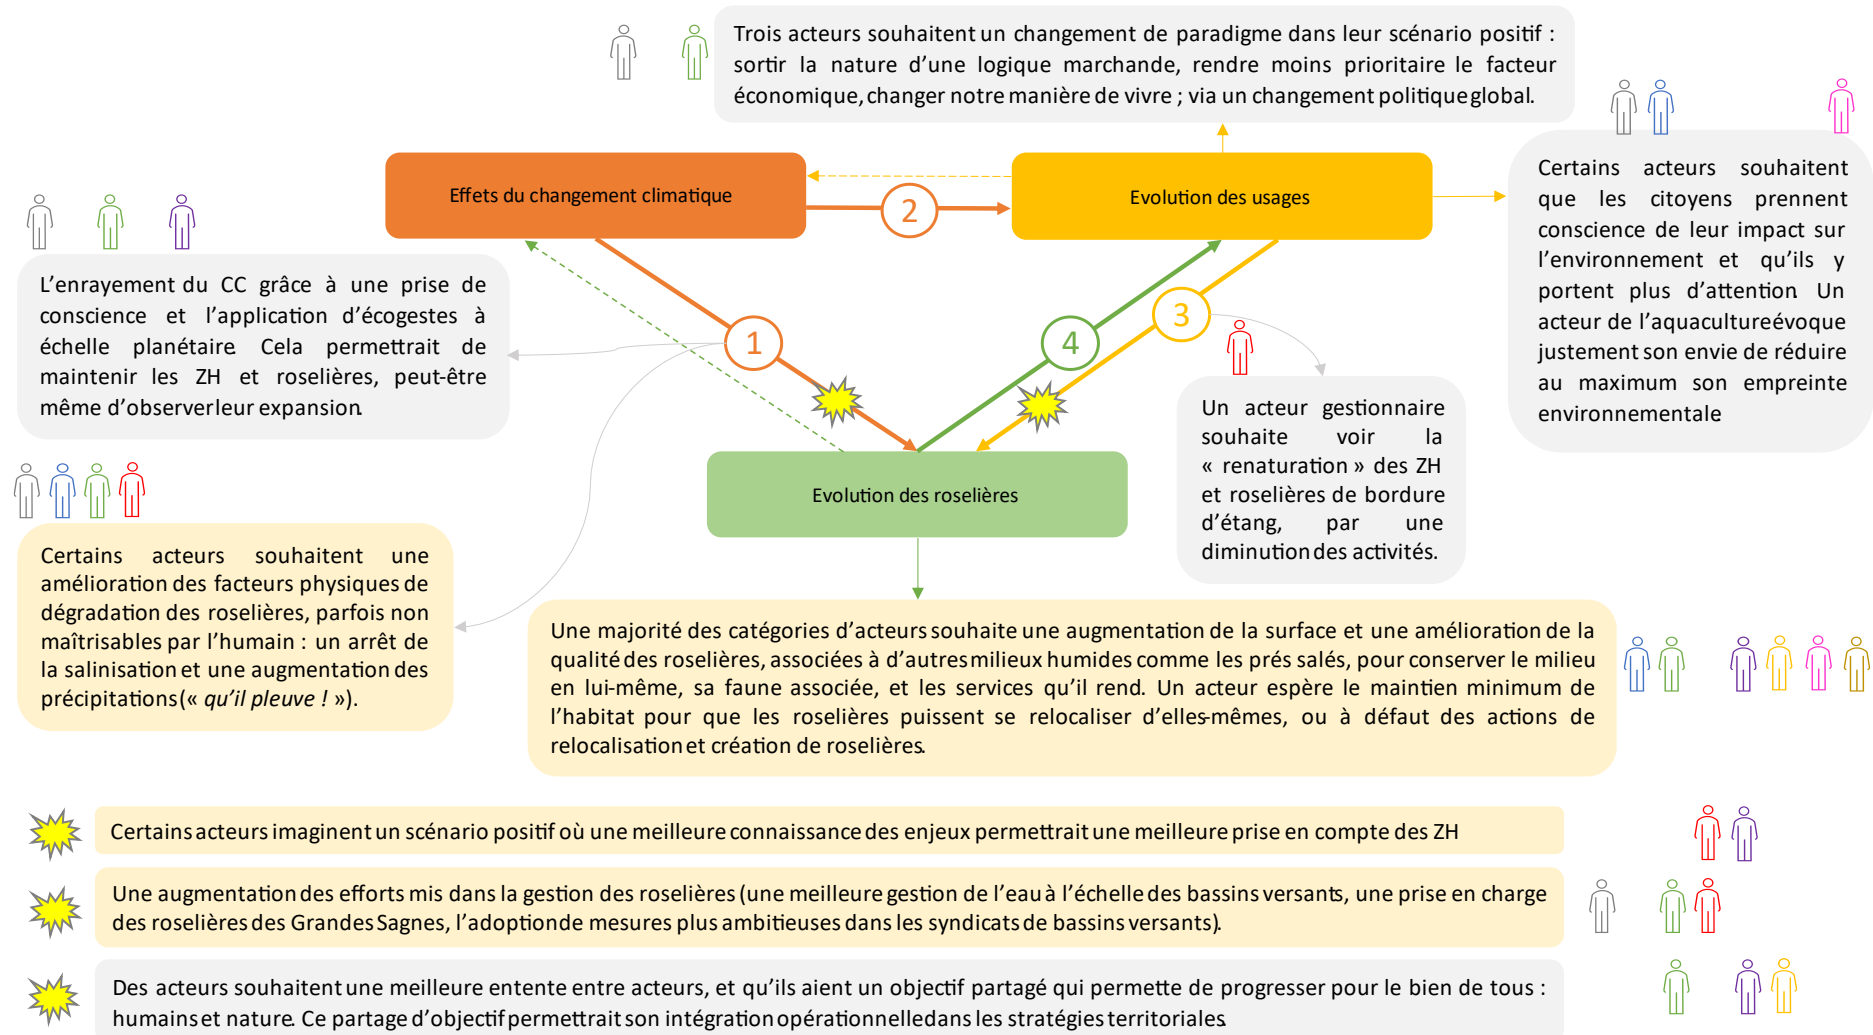 Trois acteurs souhaitent un changement de paradigme dans leur scénario positif :
sortir la nature d'une logique marchande, rendre moins prioritaire le facteur
économique, changer notre manière de vivre ; via un changement politique global.
Effets du changement climatique
2
Evolution des usages
Certains acteurs souhaitent
que les citoyens prennent
conscience de leur impact sur
l'environnement et qu'ils y
portent plus d'attention. Un
acteur de l'aquaculture évoque
justement son envie de réduire
au maximum son empreinte
environnementale
L'enrayement du CC grâce à une prise de
conscience et l'application d'écogestes à
échelle planétaire. Cela permettrait de
maintenir les ZH et roselières, peut-être
même d'observer leur expansion.
1
4
3
Un acteur gestionnaire
souhaite voir la
« renaturation » des ZH
et roselières de bordure
d'étang, par une
diminution des activités.
Evolution des roselières
Certains acteurs souhaitent une
amélioration des facteurs physiques de
dégradation des roselières, parfois non
maîtrisables par l'humain : un arrêt de
la salinisation et une augmentation des
précipitations (« qu'il pleuve ! »).
Une majorité des catégories d'acteurs souhaite une augmentation de la surface et une amélioration de la
qualité des roselières, associées à d'autres milieux humides comme les prés salés, pour conserver le milieu
en lui-même, sa faune associée, et les services qu'il rend. Un acteur espère le maintien minimum de
l'habitat pour que les roselières puissent se relocaliser d'elles-mêmes, ou à défaut des actions de
relocalisation et création de roselières.
Certains acteurs imaginent un scénario positif où une meilleure connaissance des enjeux permettrait une meilleure prise en compte des ZH
Une augmentation des efforts mis dans la gestion des roselières (une meilleure gestion de l'eau à l'échelle des bassins versants, une prise en charge
des roselières des Grandes Sagnes, l'adoption de mesures plus ambitieuses dans les syndicats de bassins versants).
Des acteurs souhaitent une meilleure entente entre acteurs, et qu'ils aient un objectif partagé qui permette de progresser pour le bien de tous :
humains et nature. Ce partage d'objectif permettrait son intégration opérationnelle dans les stratégies territoriales.